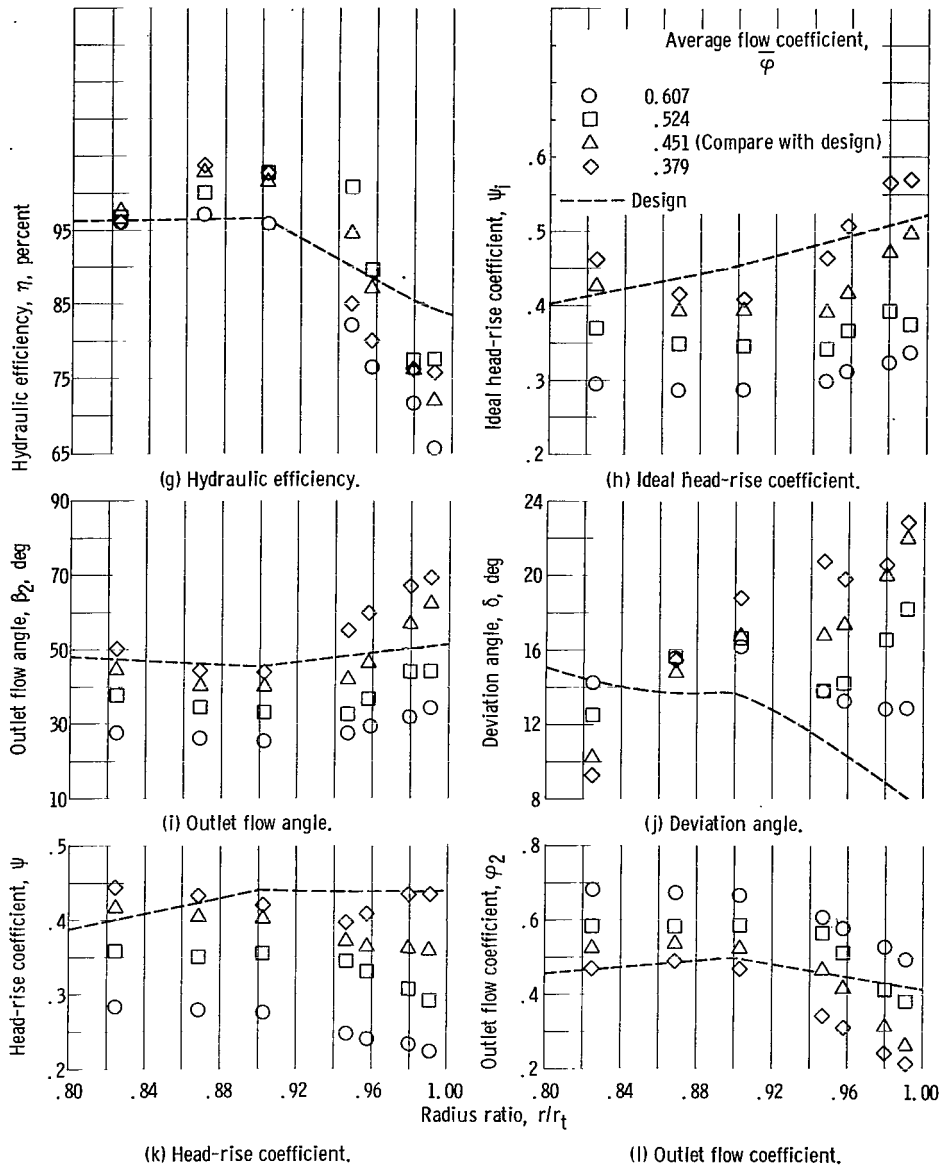 Hydraulic efficiency, η, percent
95
85
75
65
(g) Hydraulic efficiency.
Ideal head-rise coefficient, ψi
.6
.5
.4
.3
.2
Average flow coefficient,
φ
0.607
.524
.451 (Compare with design)
.379
Design
(h) Ideal head-rise coefficient.
Outlet flow angle, β2, deg
90
70
50
30
10
(i) Outlet flow angle.
Deviation angle, δ, deg
24
20
16
12
8
(j) Deviation angle.
Head-rise coefficient, ψ
.5
.4
.3
.2
.80 .84 .88 .92 .96 1.00
Outlet flow coefficient, φ2
.8
.6
.4
.2
.80 .84 .88 .92 .96 1.00
Radius ratio, r/rt
(k) Head-rise coefficient.
(l) Outlet flow coefficient.